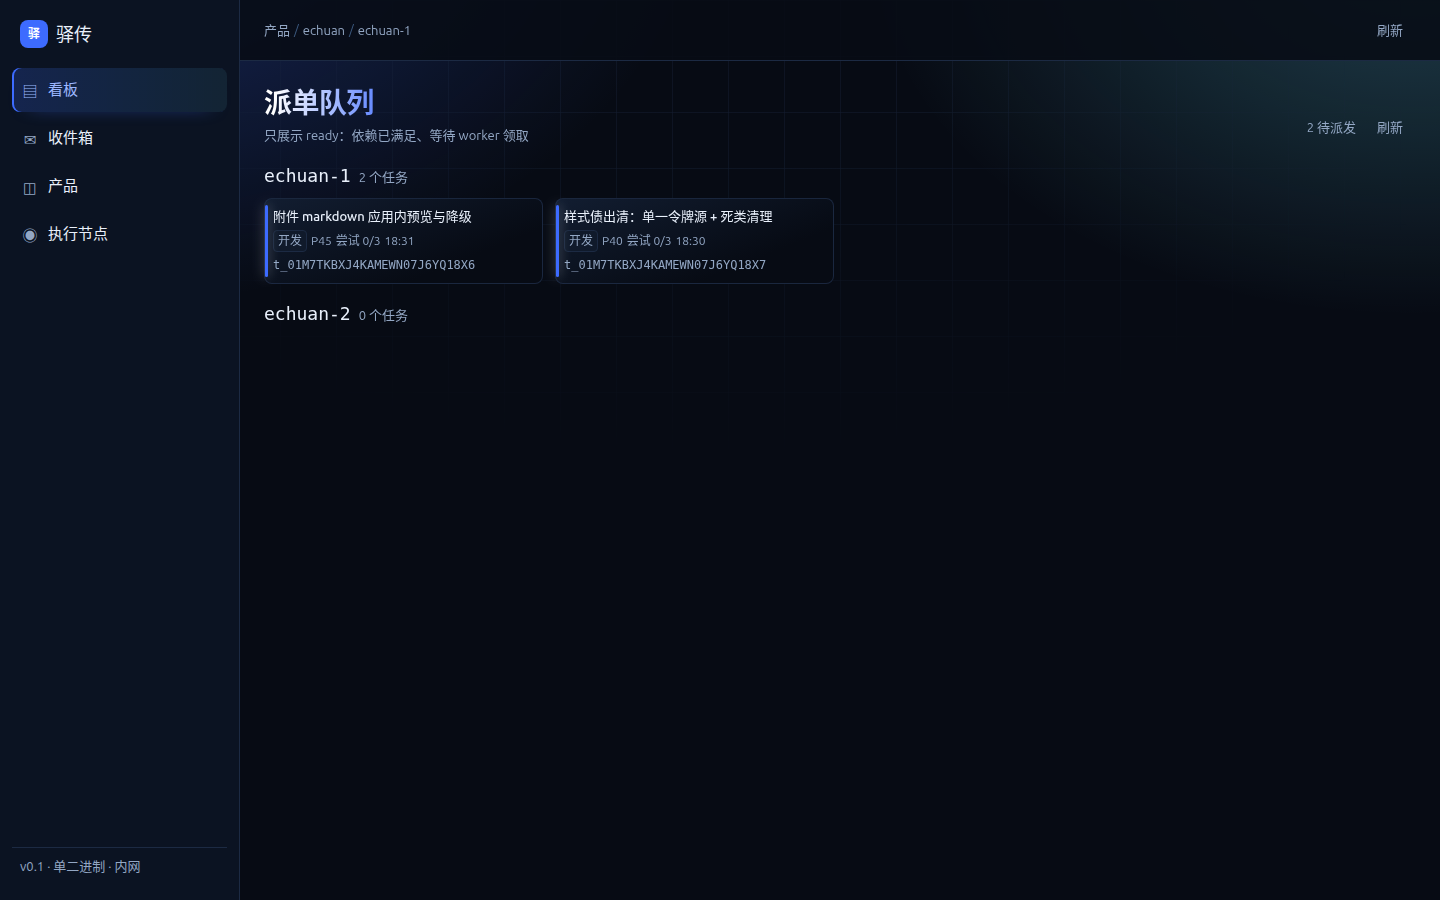 驿 驿传
看板
收件箱
产品
执行节点
v0.1 · 单二进制 · 内网
产品 / echuan / echuan-1
刷新
派单队列
只展示 ready：依赖已满足、等待 worker 领取
2 待派发 刷新
echuan-1 2 个任务
附件 markdown 应用内预览与降级
开发 P45 尝试 0/3 18:31
t_01M7TKBXJ4KAMEWN07J6YQ18X6
样式债出清：单一令牌源 + 死类清理
开发 P40 尝试 0/3 18:30
t_01M7TKBXJ4KAMEWN07J6YQ18X7
echuan-2 0 个任务